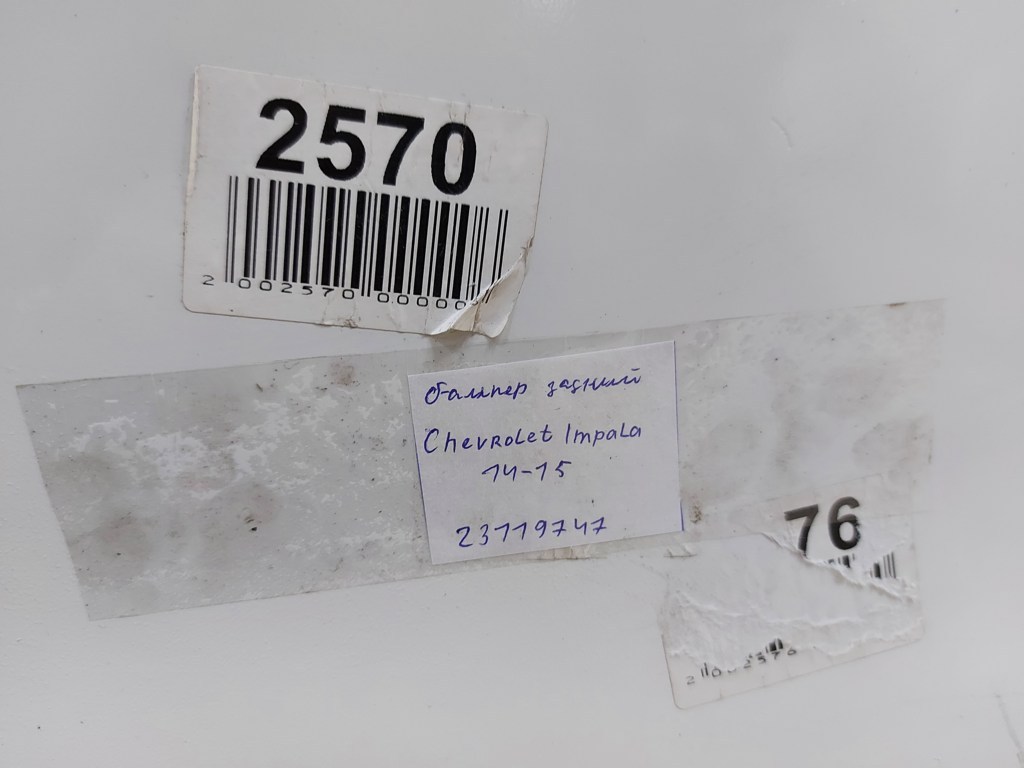 2570
2 002570 00000
бампер задний
Chevrolet Impala
14-15
23119747
76